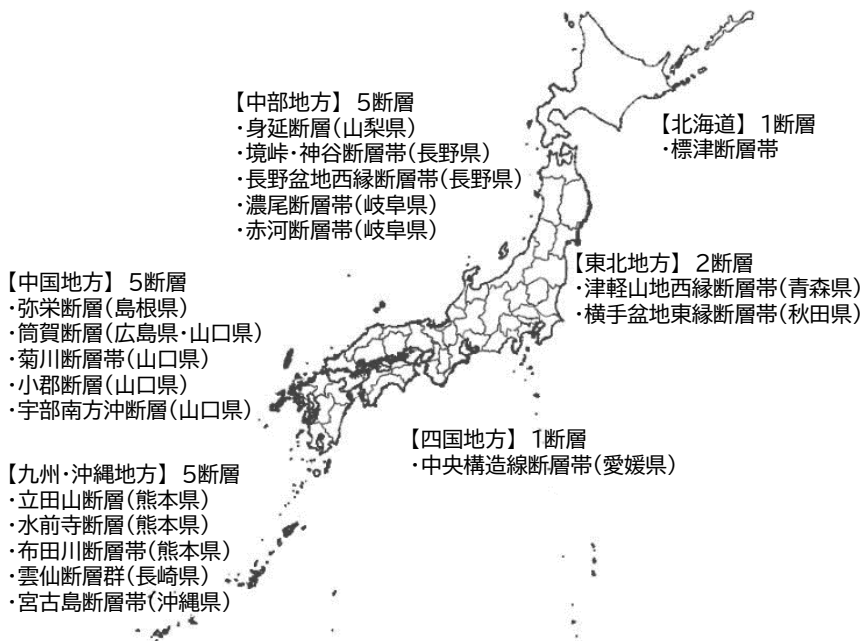 【中部地方】 5断層
・身延断層(山梨県)
・境峠・神谷断層帯(長野県)
・長野盆地西縁断層帯(長野県)
・濃尾断層帯(岐阜県)
・赤河断層帯(岐阜県)
【北海道】 1断層
・標津断層帯
【東北地方】 2断層
・津軽山地西縁断層帯(青森県)
・横手盆地東縁断層帯(秋田県)
【中国地方】 5断層
・弥栄断層(島根県)
・筒賀断層(広島県・山口県)
・菊川断層帯(山口県)
・小郡断層(山口県)
・宇部南方沖断層(山口県)
【四国地方】 1断層
・中央構造線断層帯(愛媛県)
【九州・沖縄地方】 5断層
・立田山断層(熊本県)
・水前寺断層(熊本県)
・布田川断層帯(熊本県)
・雲仙断層群(長崎県)
・宮古島断層帯(沖縄県)